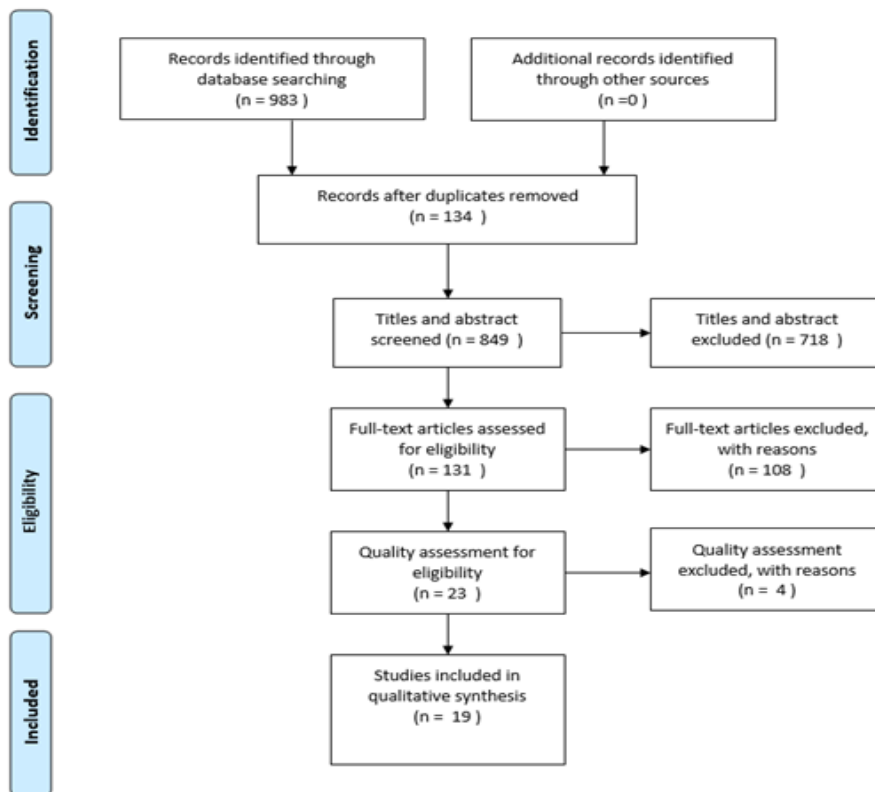 Identification
Records identified through
database searching
(n = 983 )
Additional records identified
through other sources
(n =0 )
Records after duplicates removed
(n = 134 )
Screening
Titles and abstract
screened (n = 849 )
Titles and abstract
excluded (n = 718 )
Eligibility
Full-text articles assessed
for eligibility
(n = 131 )
Full-text articles excluded,
with reasons
(n = 108 )
Quality assessment for
eligibility
(n = 23 )
Quality assessment
excluded, with reasons
(n = 4 )
Included
Studies included in
qualitative synthesis
(n = 19 )